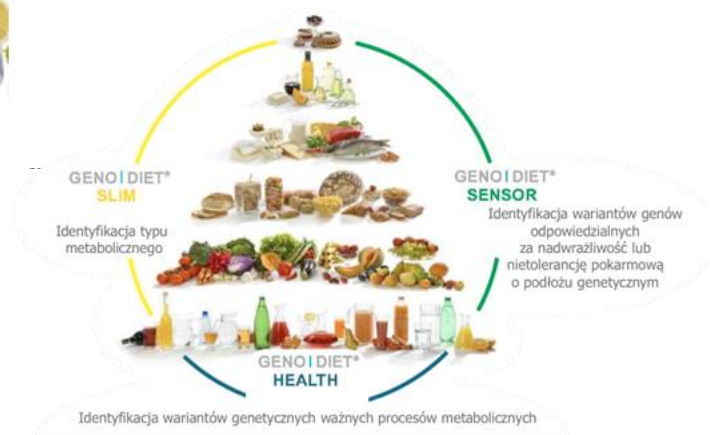 GENO|DIET®
SLIM
Identyfikacja typu
metabolicznego
GENO|DIET®
SENSOR
Identyfikacja wariantów genów
odpowiedzialnych
za nadwrażliwość lub
nietolerancję pokarmową
o podłożu genetycznym
GENO|DIET®
HEALTH
Identyfikacja wariantów genetycznych ważnych procesów metabolicznych